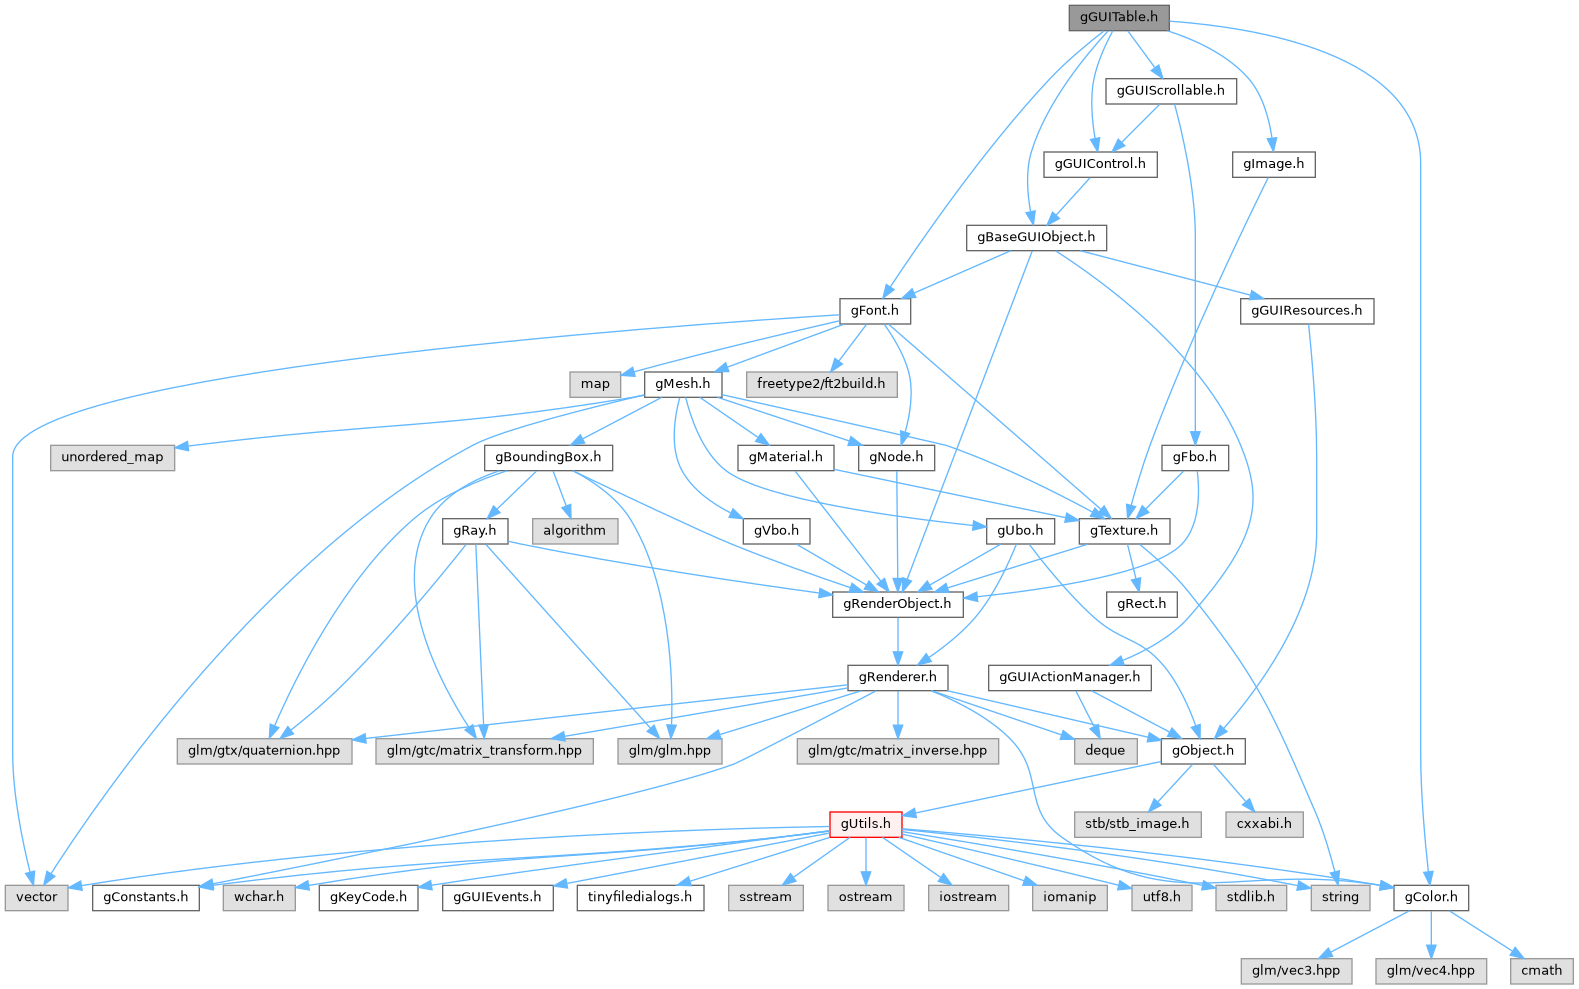 gGUITable.h
gGUIScrollable.h
gGUIControl.h
gImage.h
gBaseGUIObject.h
gFont.h
gGUIResources.h
map
gMesh.h
freetype2/ft2build.h
unordered_map
gBoundingBox.h
gMaterial.h
gNode.h
gFbo.h
gRay.h
algorithm
gVbo.h
gUbo.h
gTexture.h
gRenderObject.h
gRect.h
gRenderer.h
gGUIActionManager.h
glm/gtx/quaternion.hpp
glm/gtc/matrix_transform.hpp
glm/glm.hpp
glm/gtc/matrix_inverse.hpp
deque
gObject.h
gUtils.h
stb/stb_image.h
cxxabi.h
vector
gConstants.h
wchar.h
gKeyCode.h
gGUIEvents.h
tinyfiledialogs.h
sstream
ostream
iostream
iomanip
utf8.h
stdlib.h
string
gColor.h
glm/vec3.hpp
glm/vec4.hpp
cmath